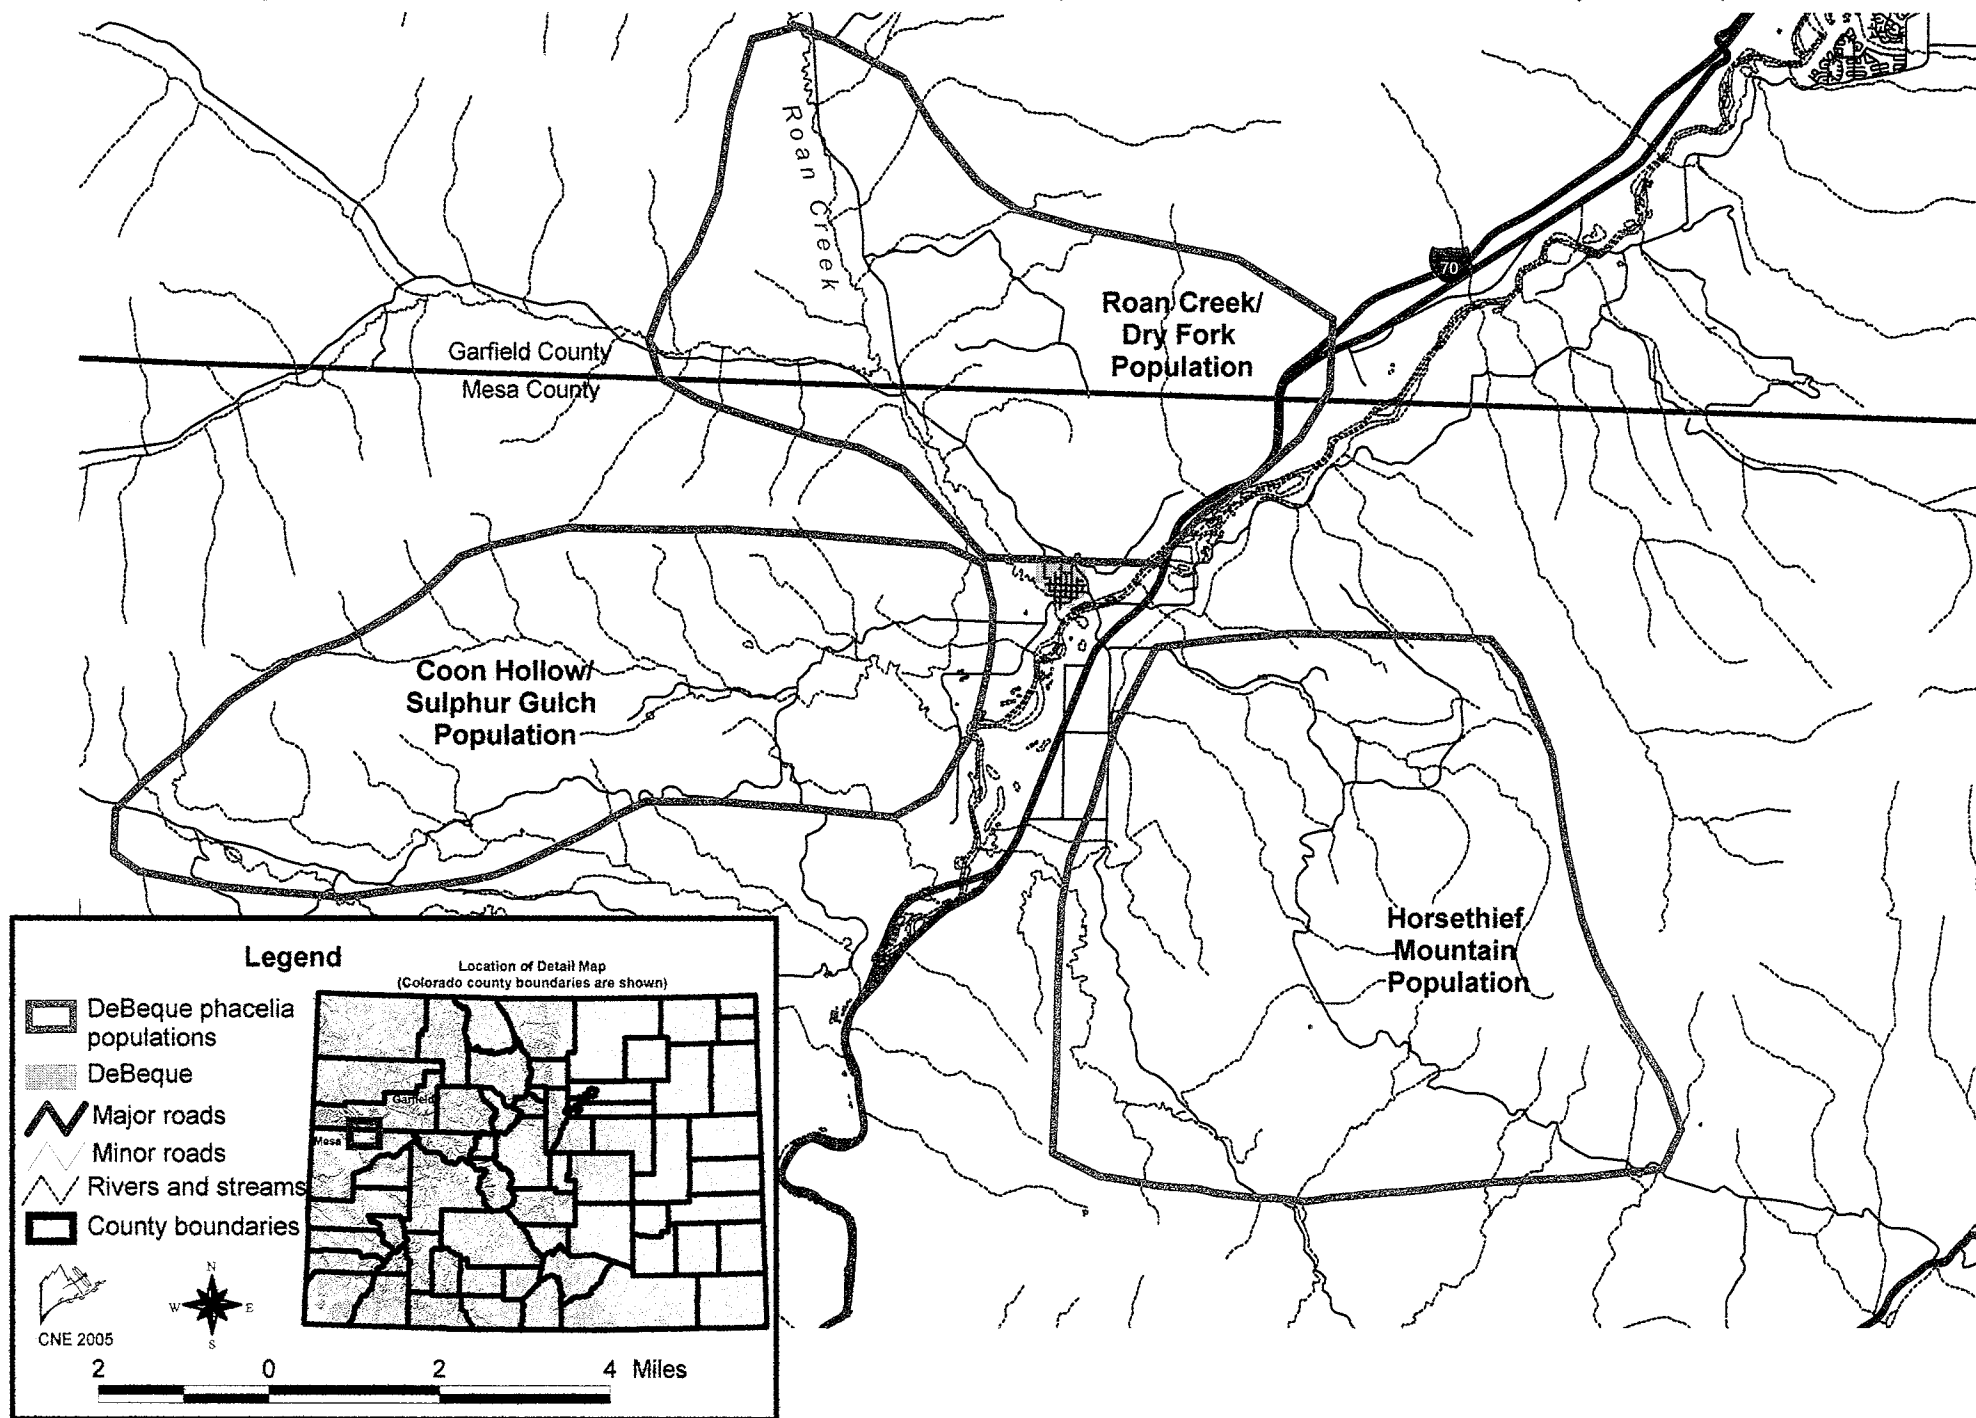 Roan Creek
70
Roan Creek/
Dry Fork
Population
Garfield County
Mesa County
Coon Hollow/
Sulphur Gulch
Population
Horsethief
Mountain
Population
Legend
Location of Detail Map
(Colorado county boundaries are shown)
DeBeque phacelia
populations
DeBeque
Major roads
Minor roads
Rivers and streams
County boundaries
Garfield
Mesa
N
W
E
S
CNE 2005
2 0 2 4 Miles